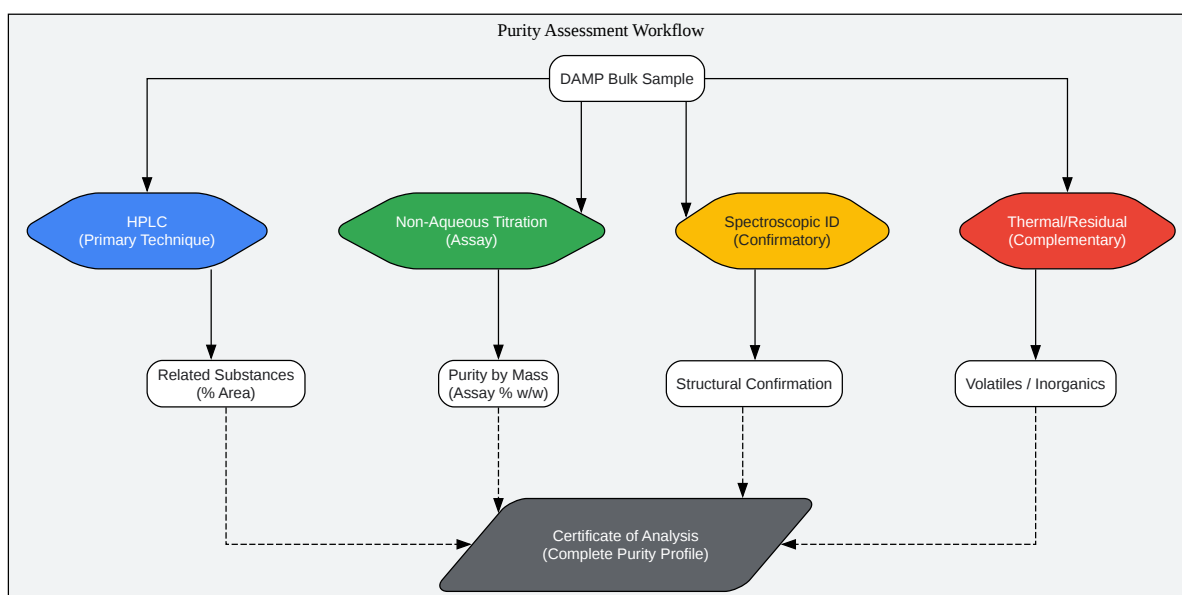 Purity Assessment Workflow
DAMP Bulk Sample
HPLC
(Primary Technique)
Non-Aqueous Titration
(Assay)
Spectroscopic ID
(Confirmatory)
Thermal/Residual
(Complementary)
Related Substances
(% Area)
Purity by Mass
(Assay % w/w)
Structural Confirmation
Volatiles / Inorganics
Certificate of Analysis
(Complete Purity Profile)